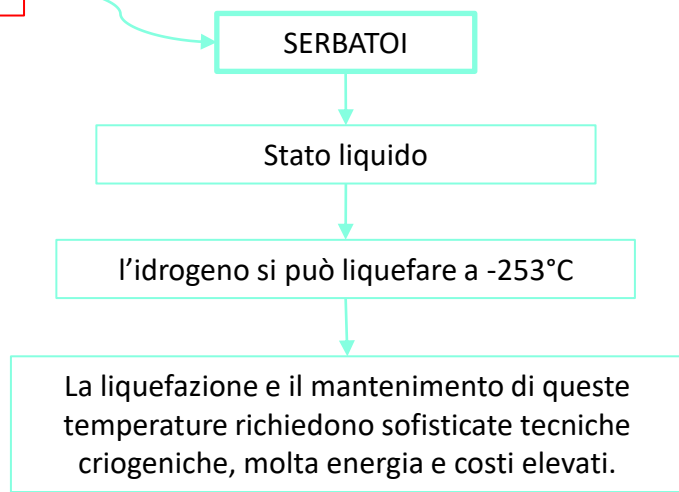 SERBATOI
Stato liquido
l’idrogeno si può liquefare a -253°C
La liquefazione e il mantenimento di queste
temperature richiedono sofisticate tecniche
criogeniche, molta energia e costi elevati.